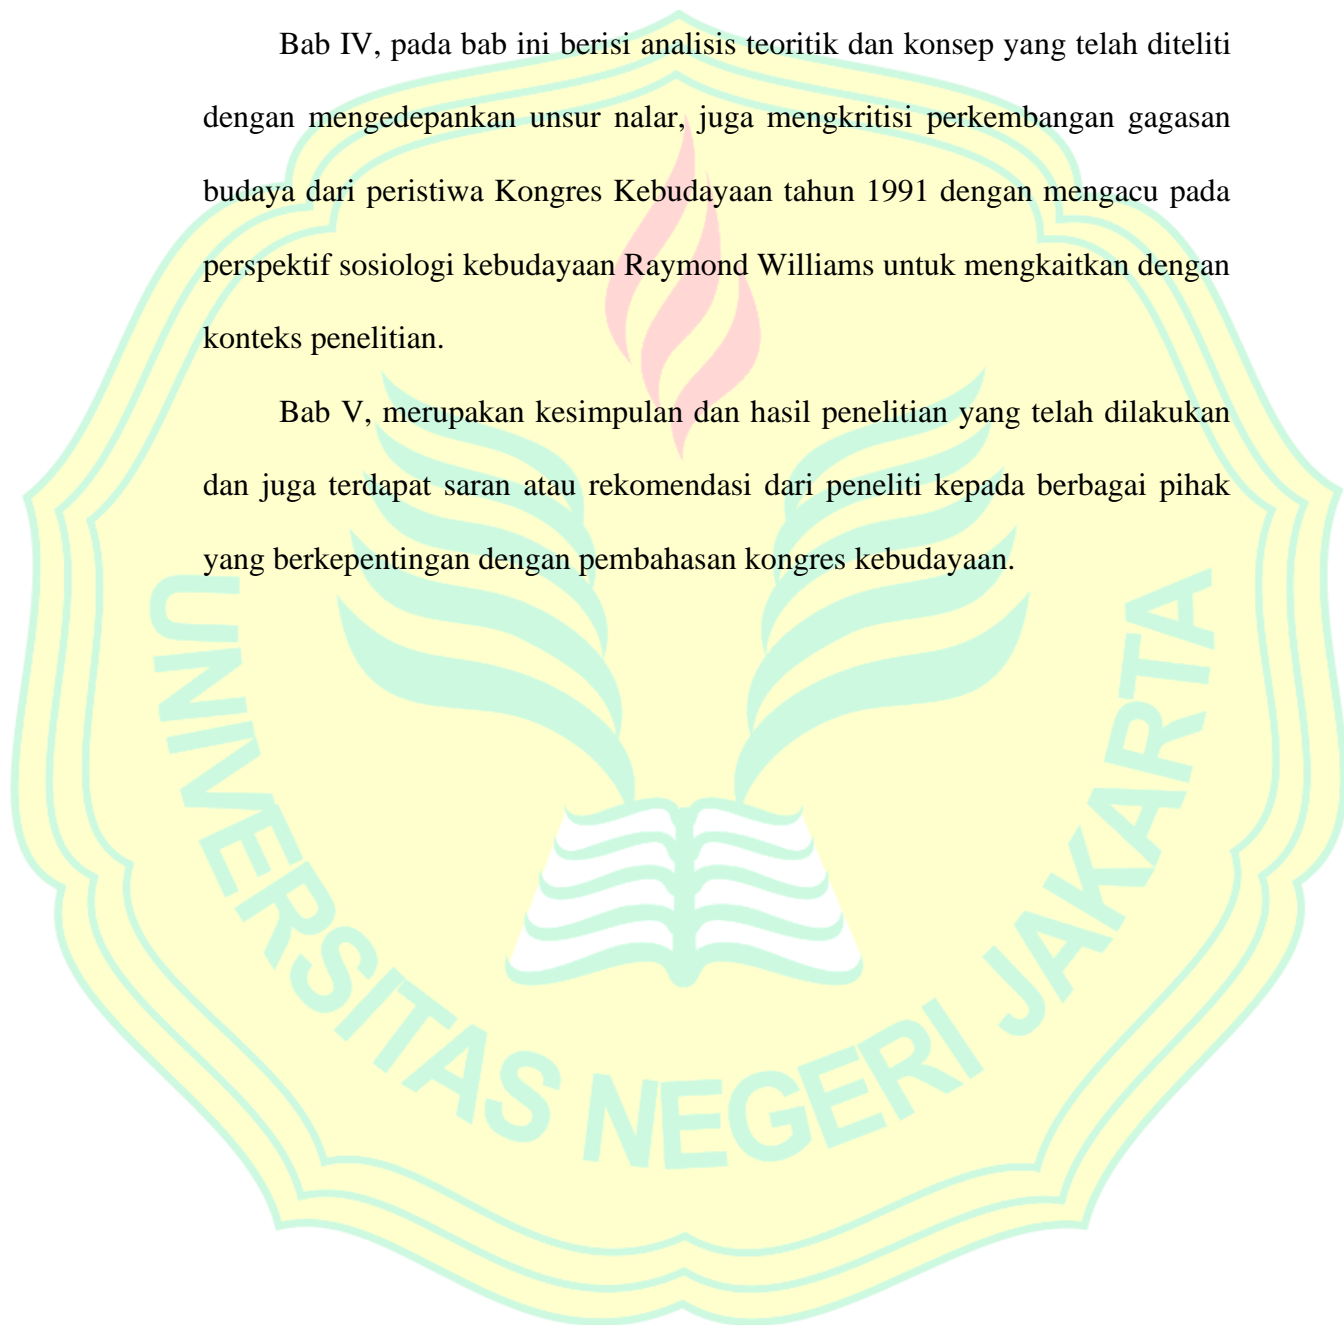 Bab IV, pada bab ini berisi analisis teoritik dan konsep yang telah diteliti
dengan mengedepankan unsur nalar, juga mengkritisi perkembangan gagasan
budaya dari peristiwa Kongres Kebudayaan tahun 1991 dengan mengacu pada
perspektif sosiologi kebudayaan Raymond Williams untuk mengkaitkan dengan
konteks penelitian.
Bab V, merupakan kesimpulan dan hasil penelitian yang telah dilakukan
dan juga terdapat saran atau rekomendasi dari peneliti kepada berbagai pihak
yang berkepentingan dengan pembahasan kongres kebudayaan.
UNIVERSITAS NEGERI JAKARTA